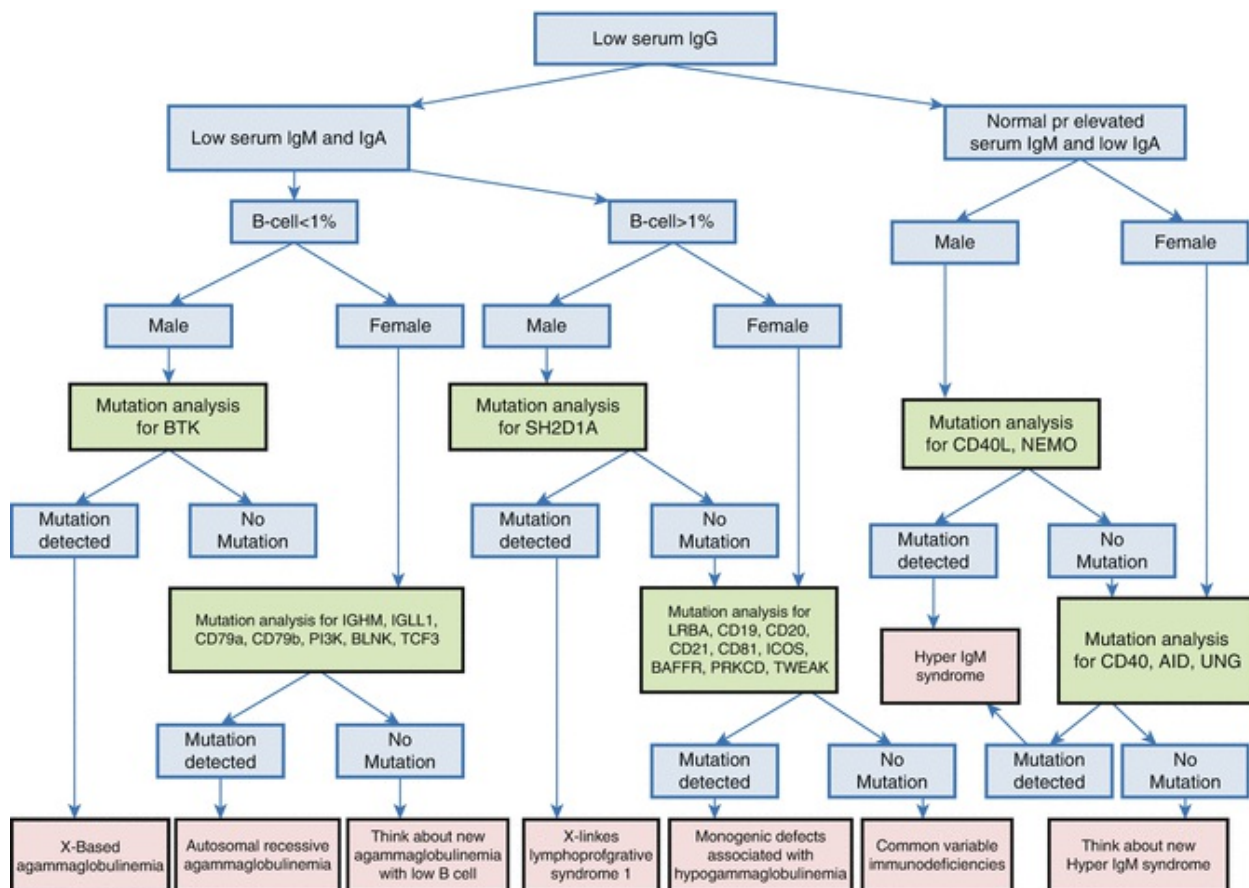 Low serum IgG
Low serum IgM and IgA
Normal pr elevated
serum IgM and low IgA
B-cell<1%
B-cell>1%
Male
Female
Male
Female
Male
Female
Mutation analysis
for BTK
Mutation analysis
for SH2D1A
Mutation analysis
for CD40L, NEMO
Mutation
detected
No
Mutation
Mutation
detected
No
Mutation
Mutation
detected
No
Mutation
Mutation analysis for IGHM, IGLL1,
CD79a, CD79b, PI3K, BLNK, TCF3
Mutation analysis for
LRBA, CD19, CD20,
CD21, CD81, ICOS,
BAFFR, PRKCD, TWEAK
Hyper IgM
syndrome
Mutation analysis
for CD40, AID, UNG
Mutation
detected
No
Mutation
Mutation
detected
No
Mutation
Mutation
detected
No
Mutation
X-Based
agammaglobulinemia
Autosomal recessive
agammaglobulinemia
Think about new
agammaglobulinemia
with low B cell
X-linkes
lymphoprofgrative
syndrome 1
Monogenic defects
associated with
hypogammaglobulinemia
Common variable
immunodeficiencies
Think about new
Hyper IgM syndrome